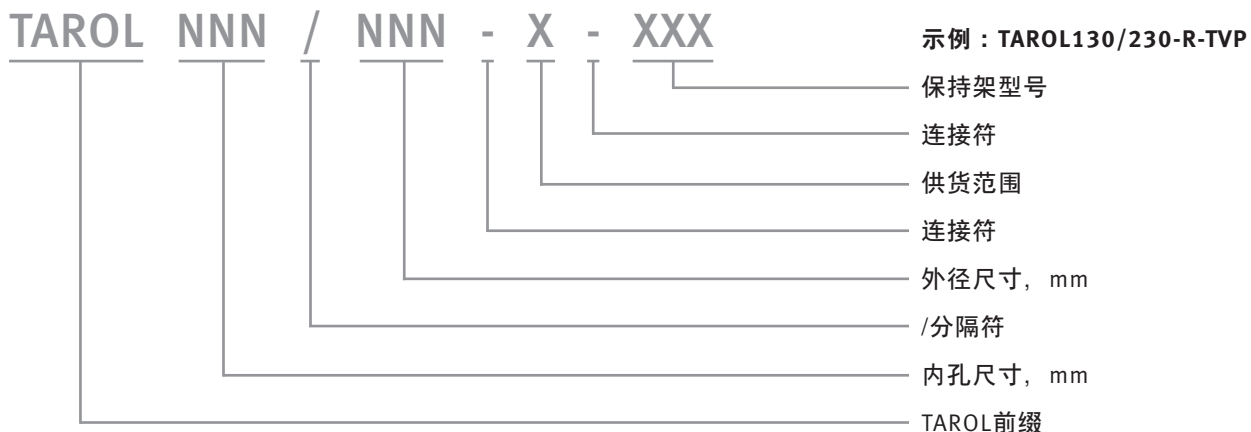 TAROL NNN / NNN - X - XXX
示例：TAROL130/230-R-TVP
保持架型号
连接符
供货范围
连接符
外径尺寸，mm
/分隔符
内孔尺寸，mm
TAROL前缀